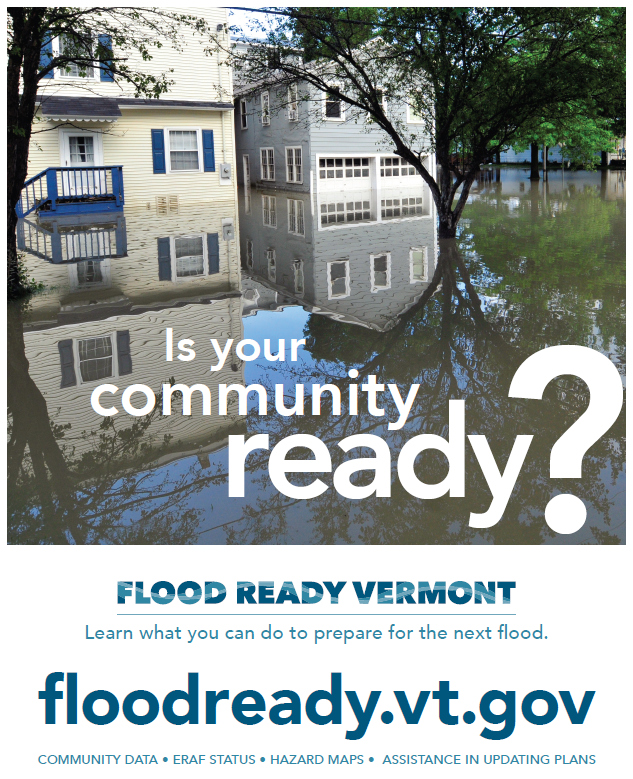 Is your
community
ready?
FLOOD READY VERMONT
Learn what you can do to prepare for the next flood.
floodready.vt.gov
COMMUNITY DATA • ERAF STATUS • HAZARD MAPS • ASSISTANCE IN UPDATING PLANS